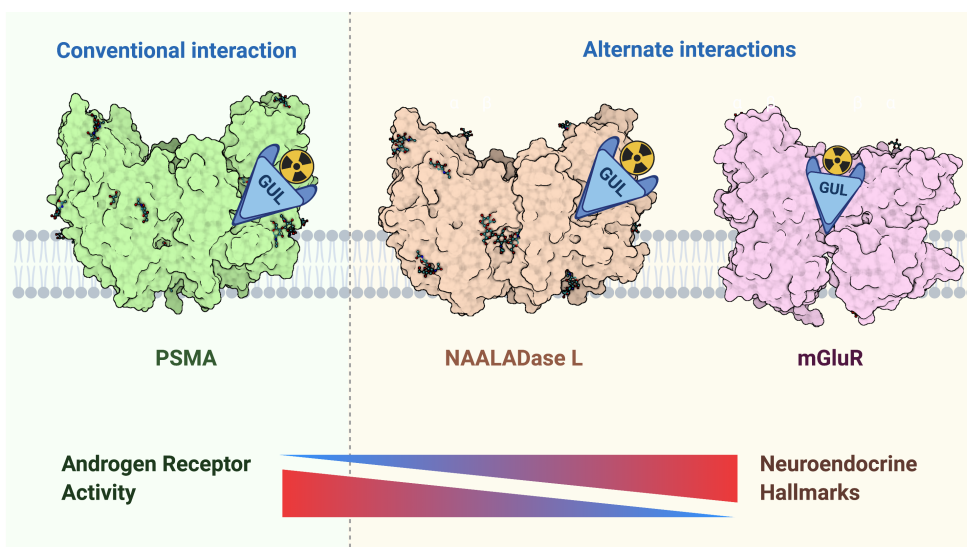 Conventional interaction
Alternate interactions
GUL
GUL
GUL
PSMA
NAALADase L
mGluR
Androgen Receptor
Activity
Neuroendocrine
Hallmarks